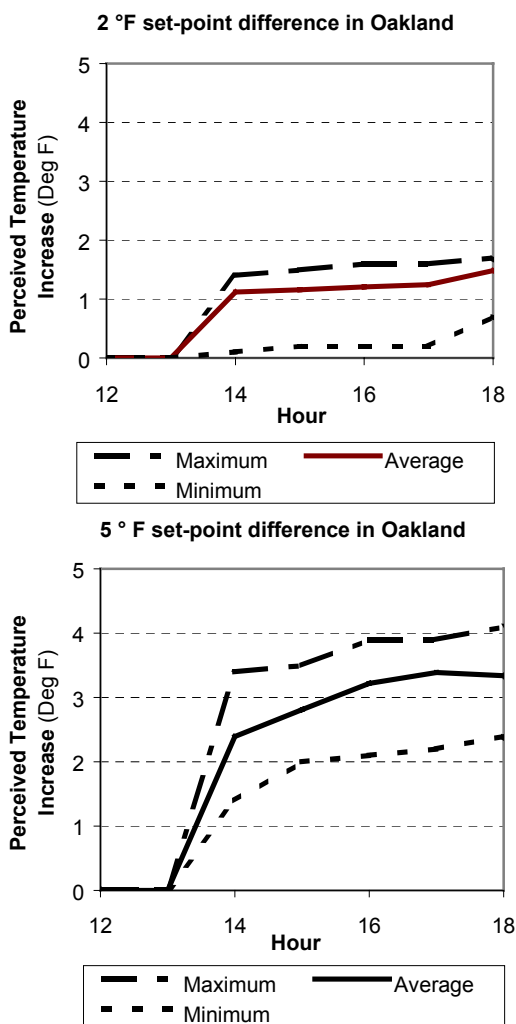 2 °F set-point difference in Oakland
Perceived Temperature
Increase (Deg F)
5
4
3
2
1
0
12
14
16
18
Hour
Maximum
Average
Minimum
5 ° F set-point difference in Oakland
Perceived Temperature
Increase (Deg F)
5
4
3
2
1
0
12
14
16
18
Hour
Maximum
Average
Minimum